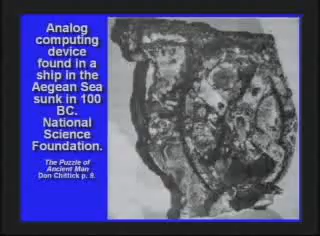 Analog
computing
device
found in a
ship in the
Aegean Sea
sunk in 100
BC.
National
Science
Foundation.
The Puzzle of
Ancient Man
Don Chittick p. 9.